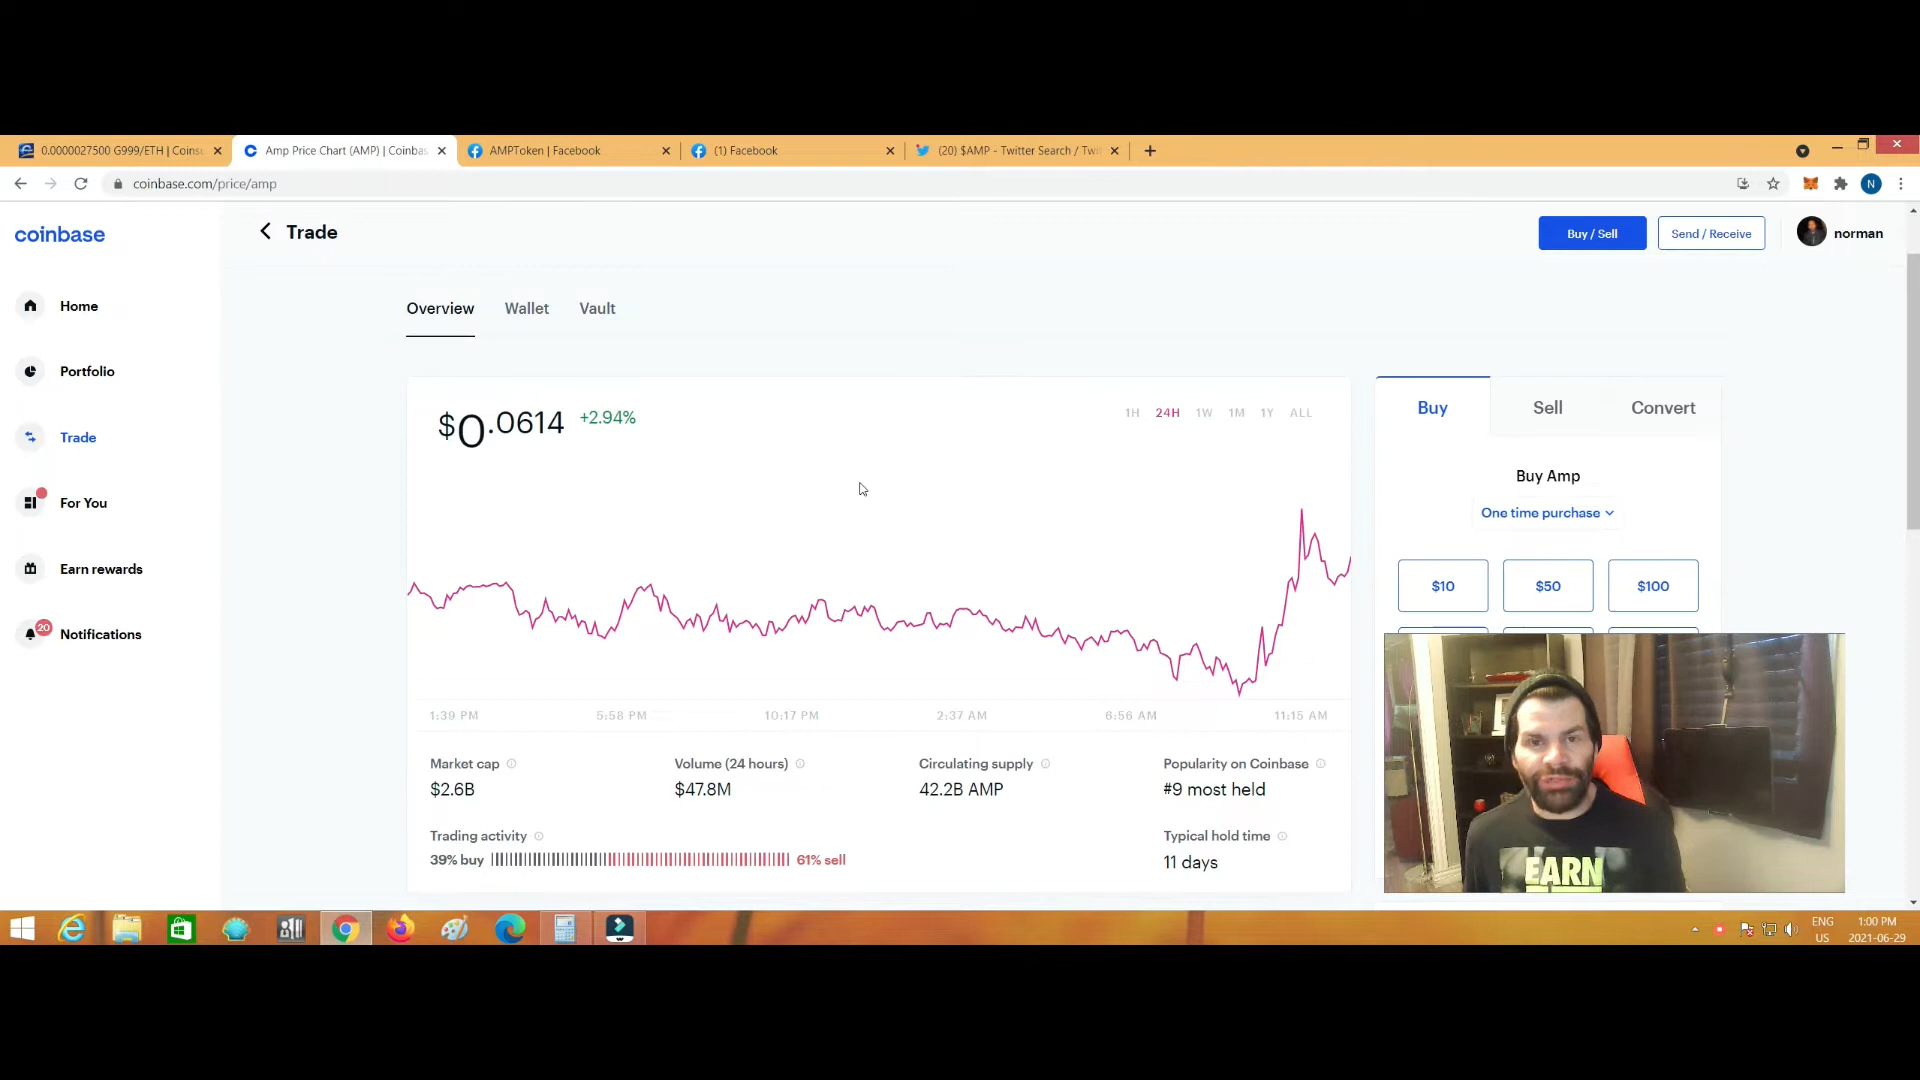 0.0000027500 G999/ETH | Coins
Amp Price Chart (AMP) | Coinbas
AMPToken | Facebook
(1) Facebook
(20) $AMP - Twitter Search / Twi
coinbase.com/price/amp
N
coinbase
Trade
Buy / Sell
Send / Receive
norman
Home
Portfolio
Trade
For You
Earn rewards
20
Notifications
Overview
Wallet
Vault
$0.0614 +2.94%
1H 24H 1W 1M 1Y ALL
1:39 PM 5:58 PM 10:17 PM 2:37 AM 6:56 AM 11:15 AM
Market cap
$2.6B
Volume (24 hours)
$47.8M
Circulating supply
42.2B AMP
Popularity on Coinbase
#9 most held
Trading activity
39% buy
61% sell
Typical hold time
11 days
Buy
Sell
Convert
Buy Amp
One time purchase
$10
$50
$100
EARN
ENG
US
1:00 PM
2021-06-29